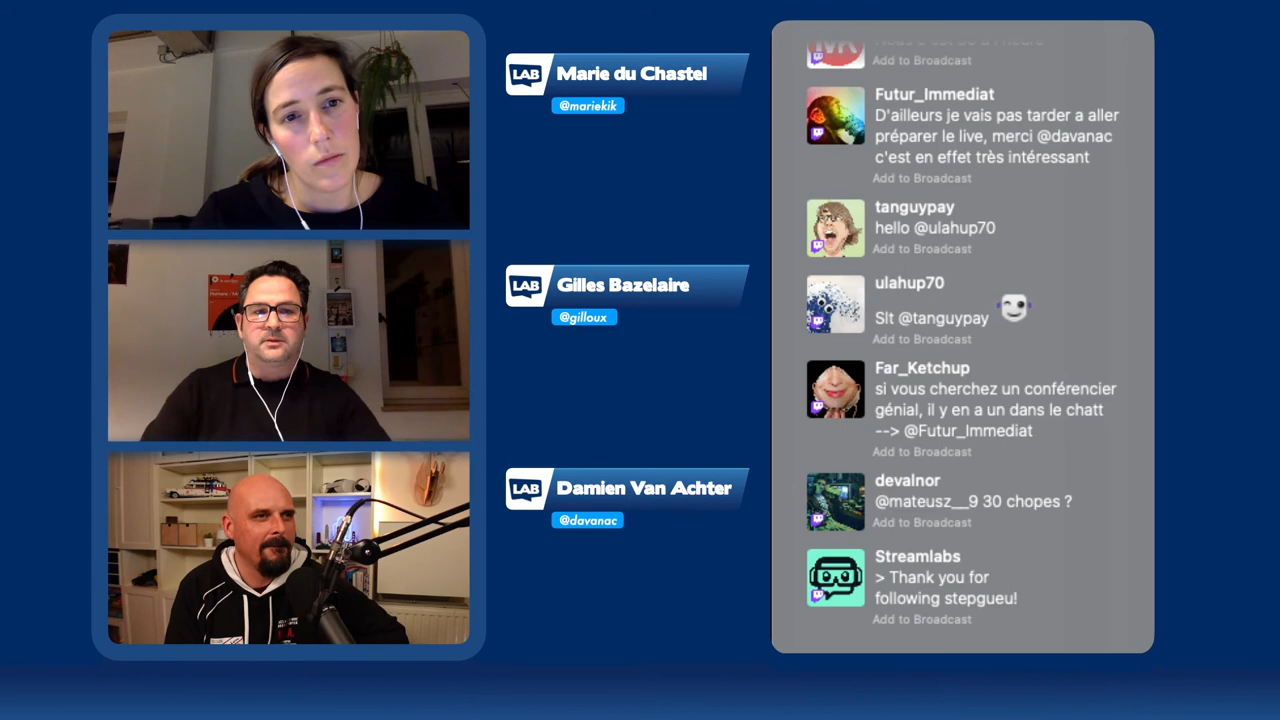 LAB
Marie du Chastel
@mariekik
LAB
Gilles Bazelaire
@gilloux
LAB
Damien Van Achter
@davanac
Add to Broadcast
Futur_Immediat
D'ailleurs je vais pas tarder a aller
préparer le live, merci @davanac
c'est en effet très intéressant
Add to Broadcast
tanguypay
hello @ulahup70
Add to Broadcast
ulahup70
Slt @tanguypay
Add to Broadcast
Far_Ketchup
si vous cherchez un conférencier
génial, il y en a un dans le chatt
--> @Futur_Immediat
Add to Broadcast
devalnor
@mateusz__9 30 chopes ?
Add to Broadcast
Streamlabs
> Thank you for
following stepgueu!
Add to Broadcast